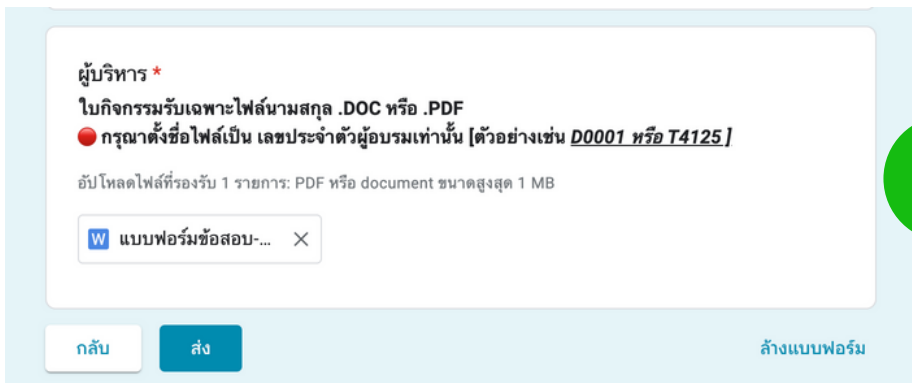 ผู้บริหาร *
ใบกิจกรรมรับเฉพาะไฟล์นามสกุล .DOC หรือ .PDF
🔴 กรุณาตั้งชื่อไฟล์เป็น เลขประจำตัวผู้อบรมเท่านั้น [ตัวอย่างเช่น D0001 หรือ T4125 ]
อัปโหลดไฟล์ที่รองรับ 1 รายการ: PDF หรือ document ขนาดสูงสุด 1 MB
W แบบฟอร์มข้อสอบ-... ×
กลับ ส่ง ล้างแบบฟอร์ม